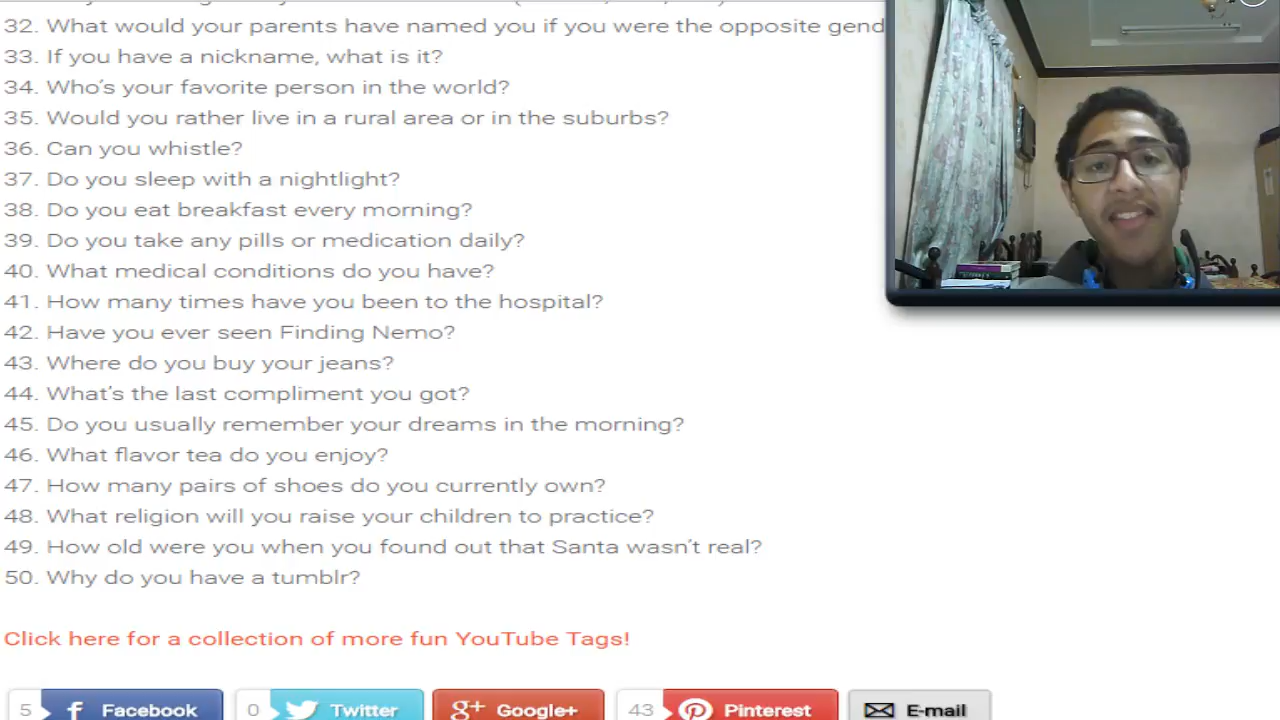 32. What would your parents have named you if you were the opposite gend
33. If you have a nickname, what is it?
34. Who's your favorite person in the world?
35. Would you rather live in a rural area or in the suburbs?
36. Can you whistle?
37. Do you sleep with a nightlight?
38. Do you eat breakfast every morning?
39. Do you take any pills or medication daily?
40. What medical conditions do you have?
41. How many times have you been to the hospital?
42. Have you ever seen Finding Nemo?
43. Where do you buy your jeans?
44. What's the last compliment you got?
45. Do you usually remember your dreams in the morning?
46. What flavor tea do you enjoy?
47. How many pairs of shoes do you currently own?
48. What religion will you raise your children to practice?
49. How old were you when you found out that Santa wasn't real?
50. Why do you have a tumblr?
Click here for a collection of more fun YouTube Tags!
5 f Facebook 0 Twitter g+ Google+ 43 Pinterest E-mail